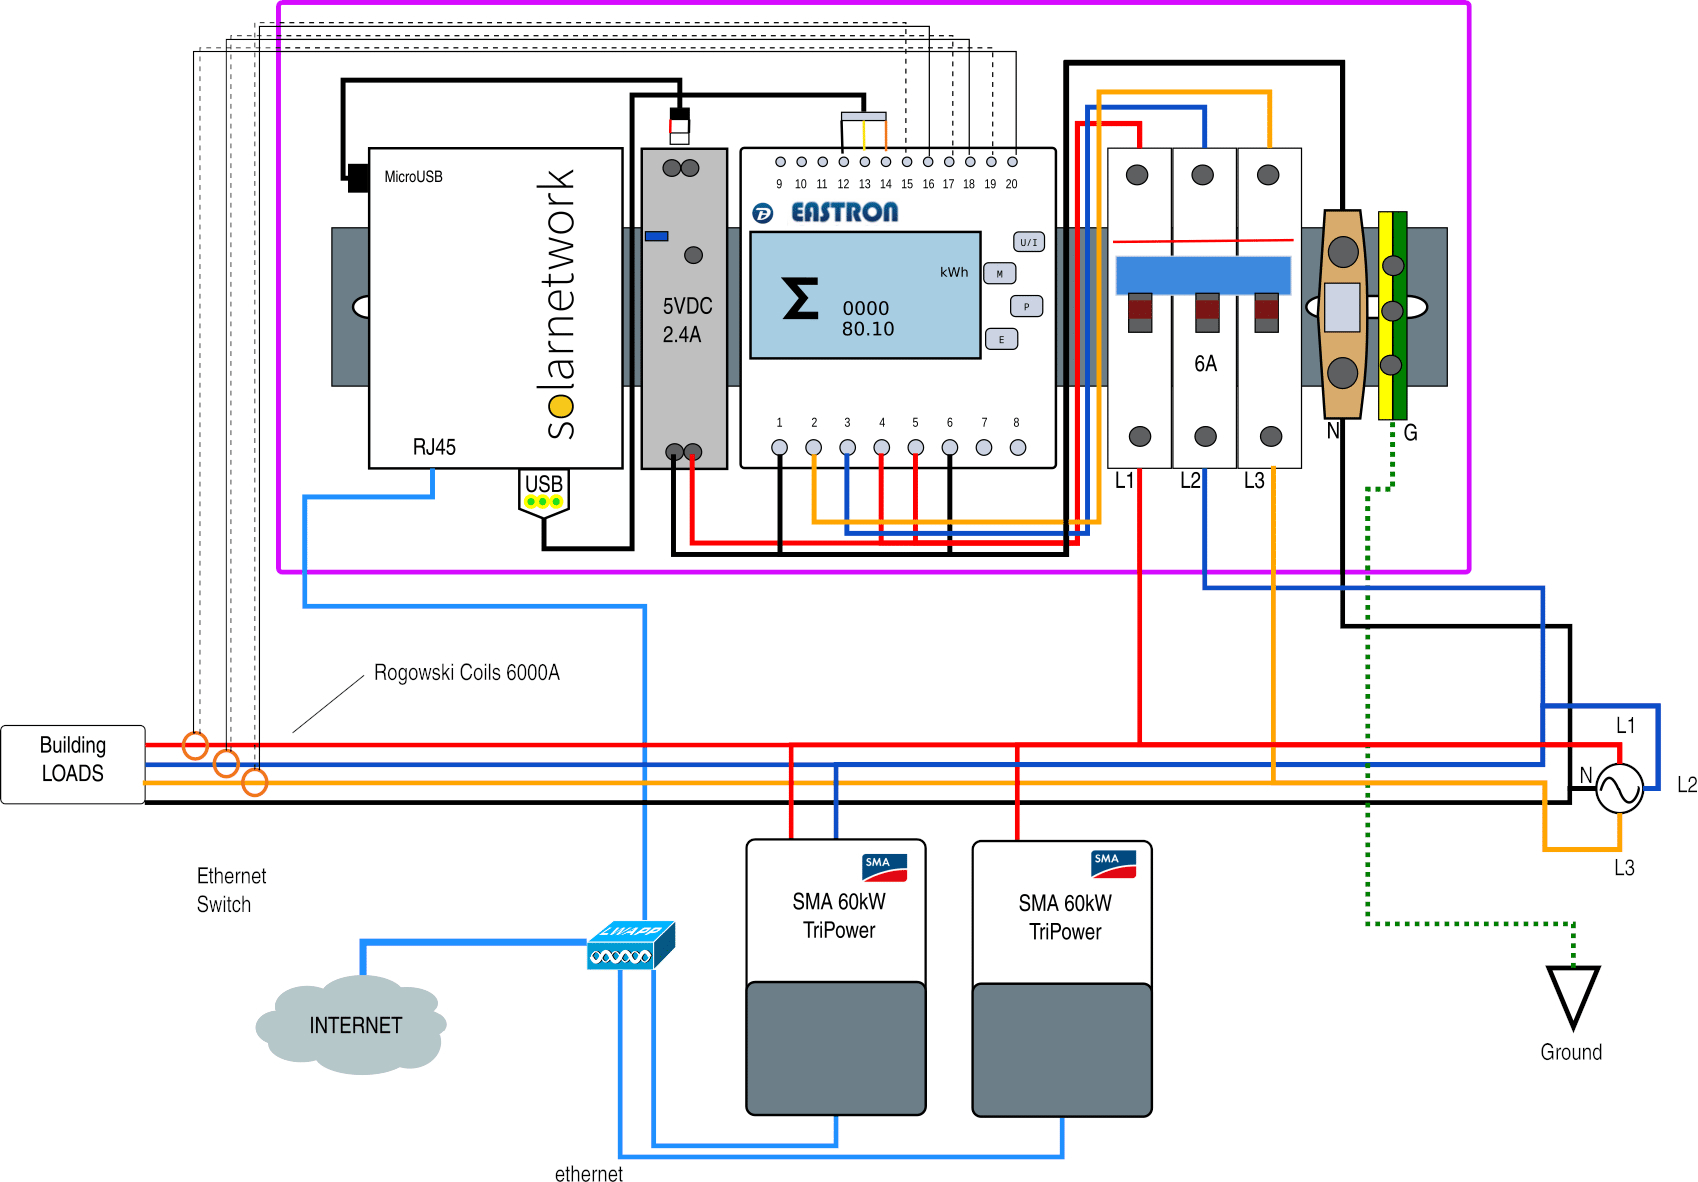 MicroUSB
solarnetwork
RJ45
USB
5VDC
2.4A
9 10 11 12 13 14 15 16 17 18 19 20
EASTRON
kWh
Σ
0000
80.10
U/I
M
P
E
1 2 3 4 5 6 7 8
6A
L1
L2
L3
N
G
Rogowski Coils 6000A
Building
LOADS
L1
N
L2
L3
Ethernet
Switch
LWAPP
INTERNET
SMA
SMA 60kW
TriPower
SMA
SMA 60kW
TriPower
Ground
ethernet